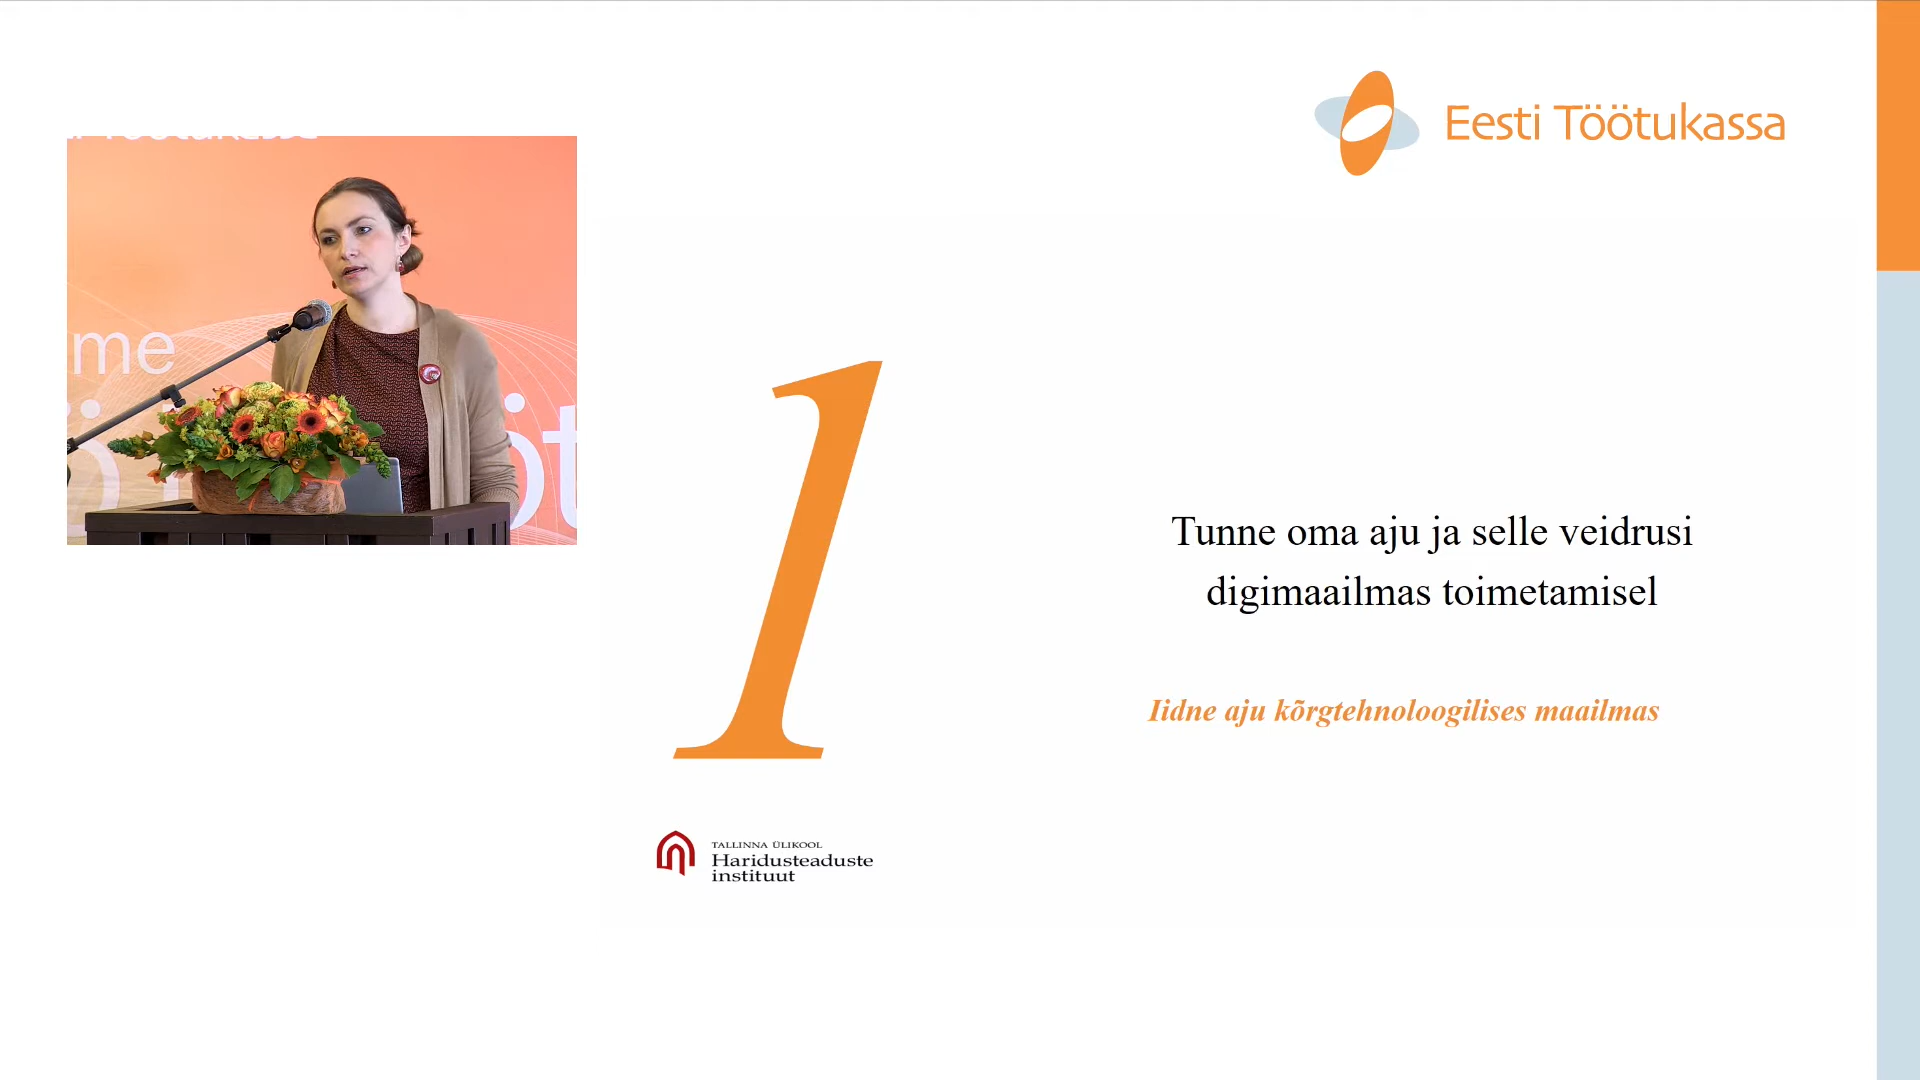 Eesti Töötukassa
me
1
Tunne oma aju ja selle veidrusi
digimaailmas toimetamisel
Iidne aju kõrgtehnoloogilises maailmas
TALLINNA ÜLIKOOL
Haridusteaduste
instituut